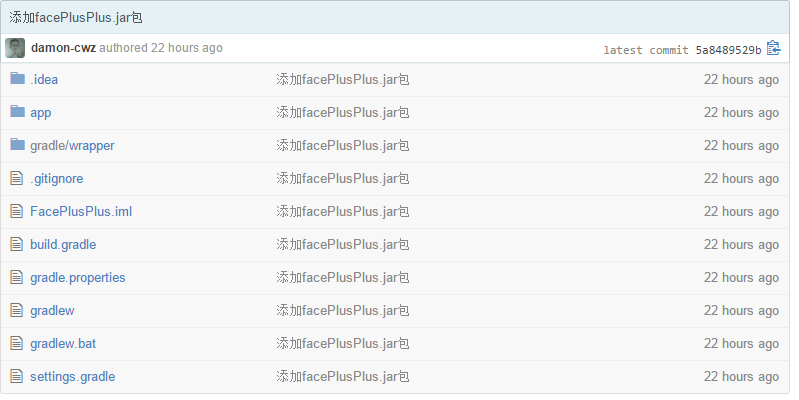 添加facePlusPlus.jar包
damon-cwz authored 22 hours ago latest commit 5a8489529b
.idea 添加facePlusPlus.jar包 22 hours ago
app 添加facePlusPlus.jar包 22 hours ago
gradle/wrapper 添加facePlusPlus.jar包 22 hours ago
.gitignore 添加facePlusPlus.jar包 22 hours ago
FacePlusPlus.iml 添加facePlusPlus.jar包 22 hours ago
build.gradle 添加facePlusPlus.jar包 22 hours ago
gradle.properties 添加facePlusPlus.jar包 22 hours ago
gradlew 添加facePlusPlus.jar包 22 hours ago
gradlew.bat 添加facePlusPlus.jar包 22 hours ago
settings.gradle 添加facePlusPlus.jar包 22 hours ago